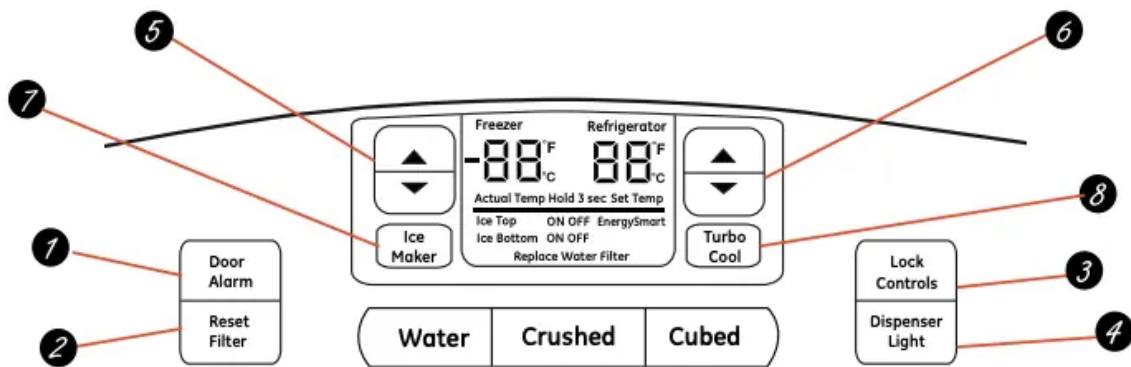 5
6
7
Freezer Refrigerator
-88°F 88°F
°C °C
Actual Temp Hold 3 sec Set Temp
8
Ice Top ON OFF EnergySmart
Ice Bottom ON OFF
Replace Water Filter
Ice
Maker
Turbo
Cool
1
Door
Alarm
Lock
Controls
3
2
Reset
Filter
Dispenser
Light
4
Water Crushed Cubed